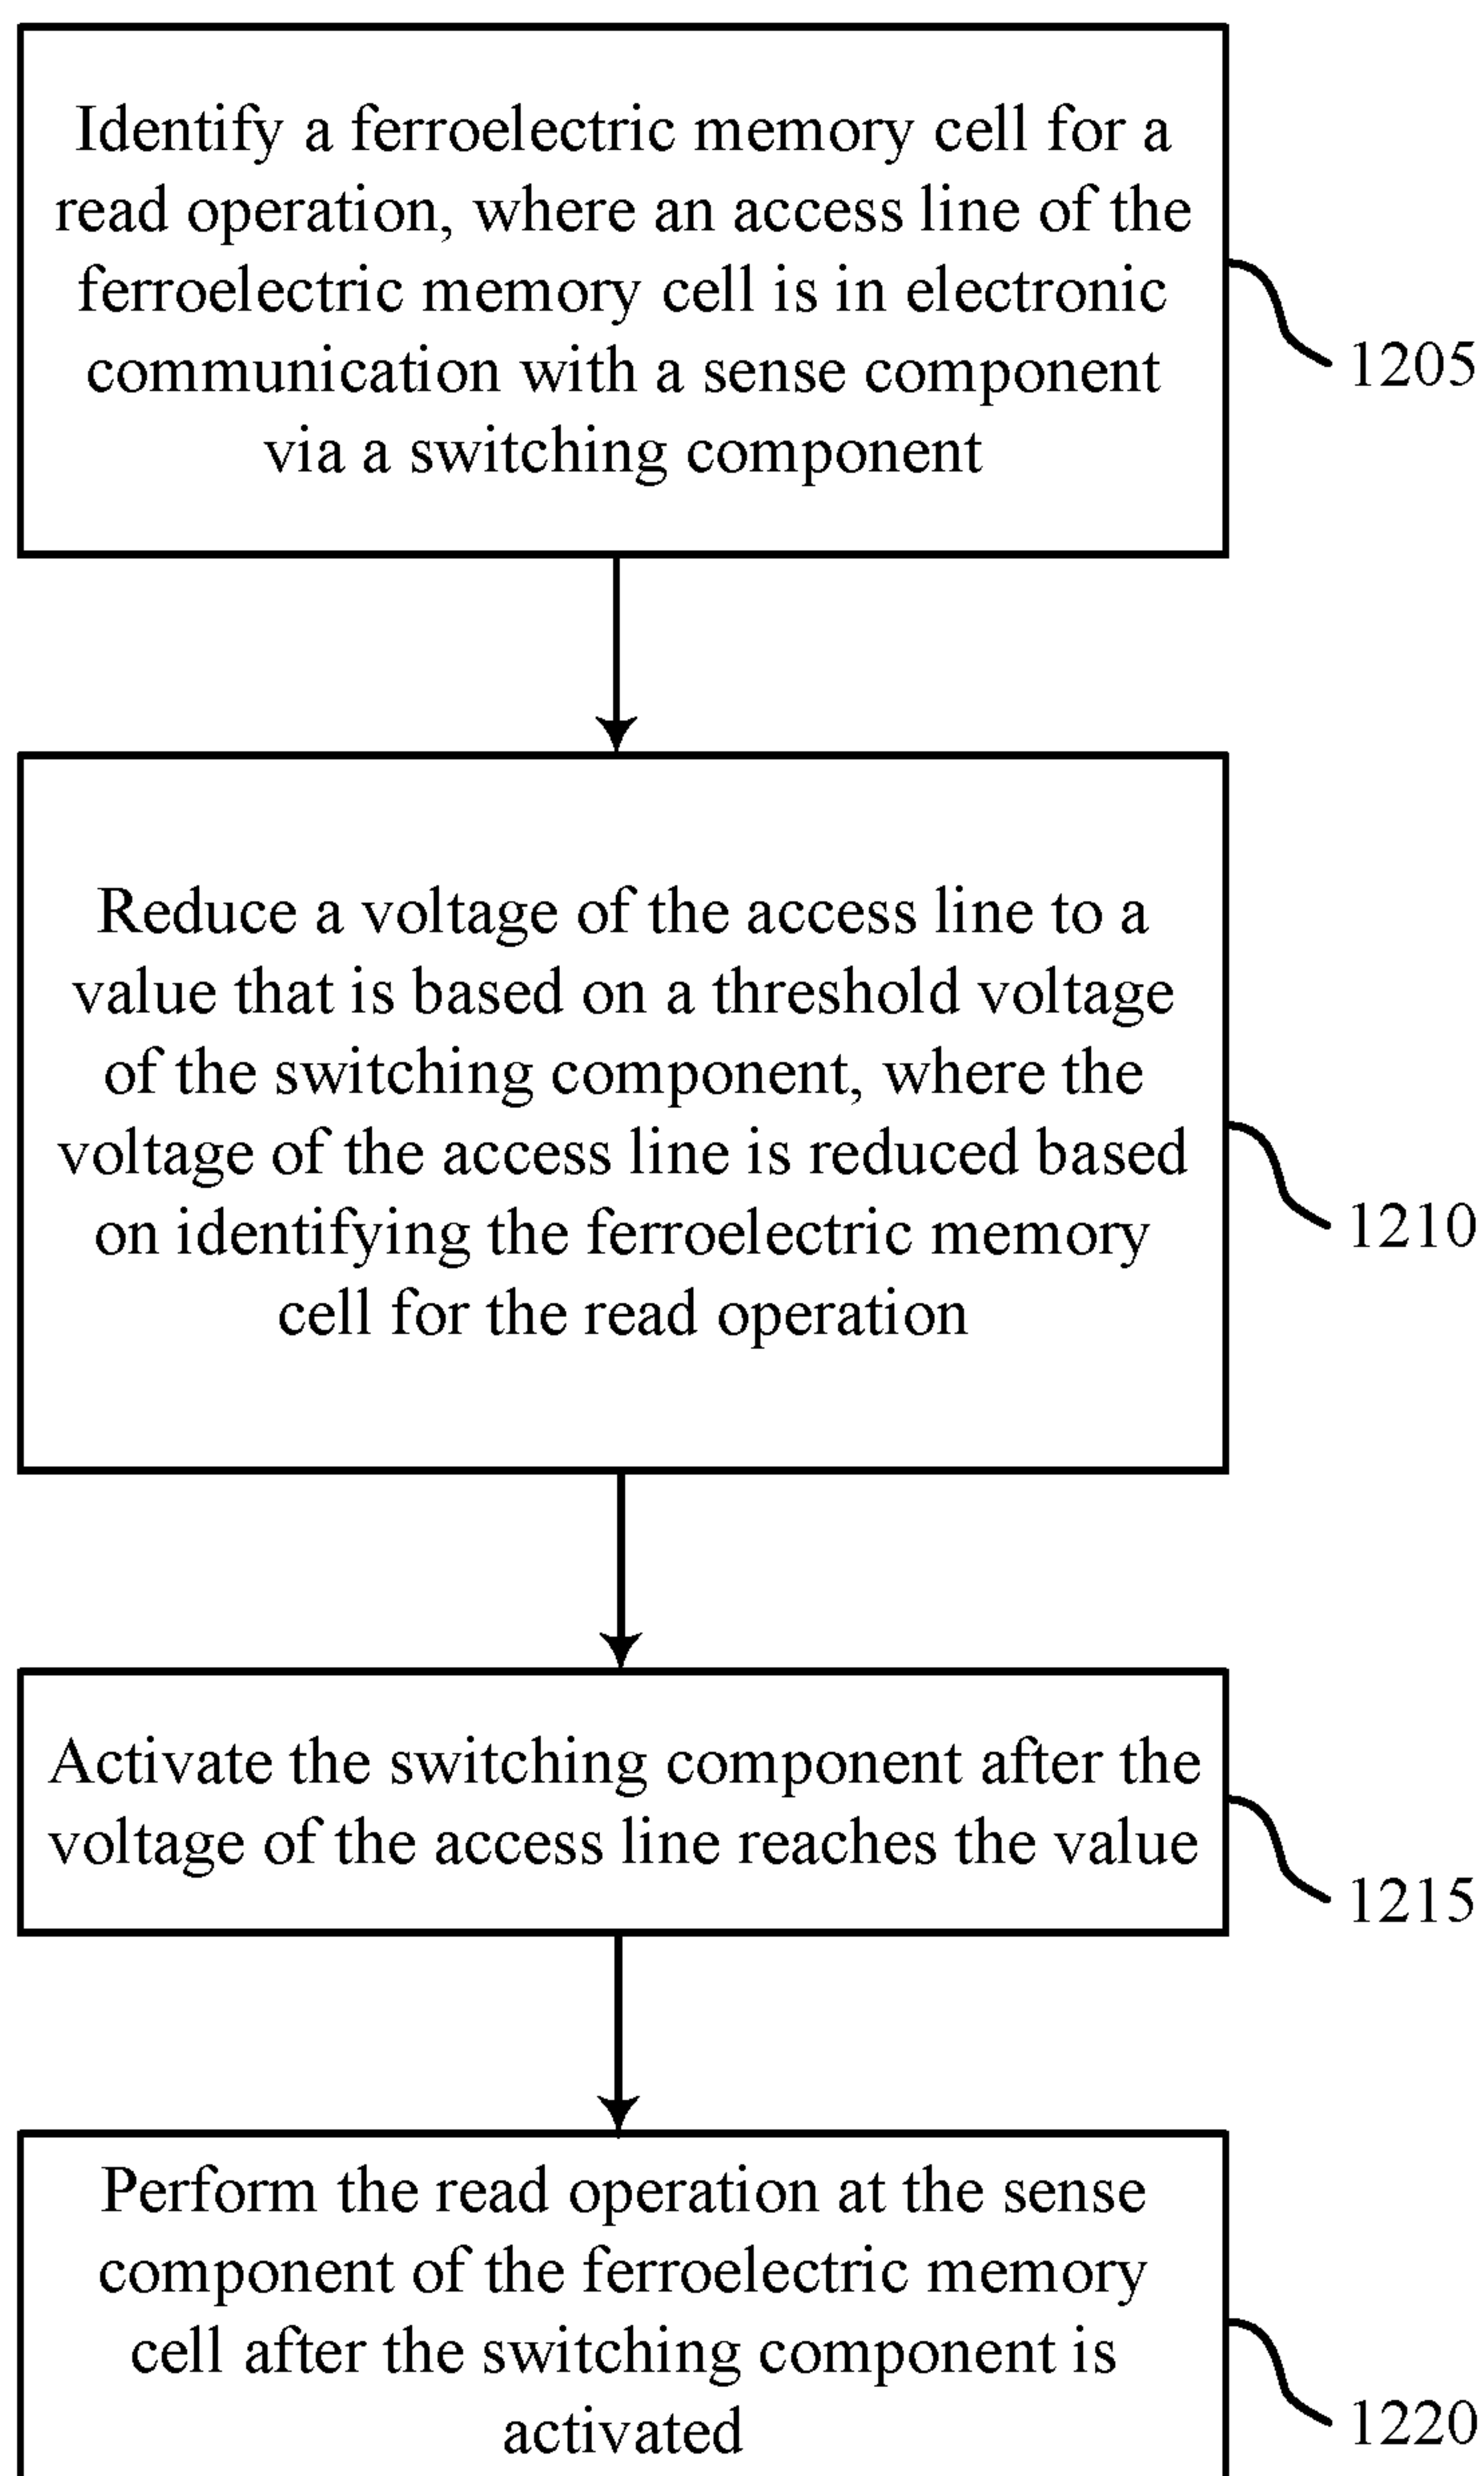 Identify a ferroelectric memory cell for a
read operation, where an access line of the
ferroelectric memory cell is in electronic
communication with a sense component
via a switching component
1205
Reduce a voltage of the access line to a
value that is based on a threshold voltage
of the switching component, where the
voltage of the access line is reduced based
on identifying the ferroelectric memory
cell for the read operation
1210
Activate the switching component after the
voltage of the access line reaches the value
1215
Perform the read operation at the sense
component of the ferroelectric memory
cell after the switching component is
activated
1220